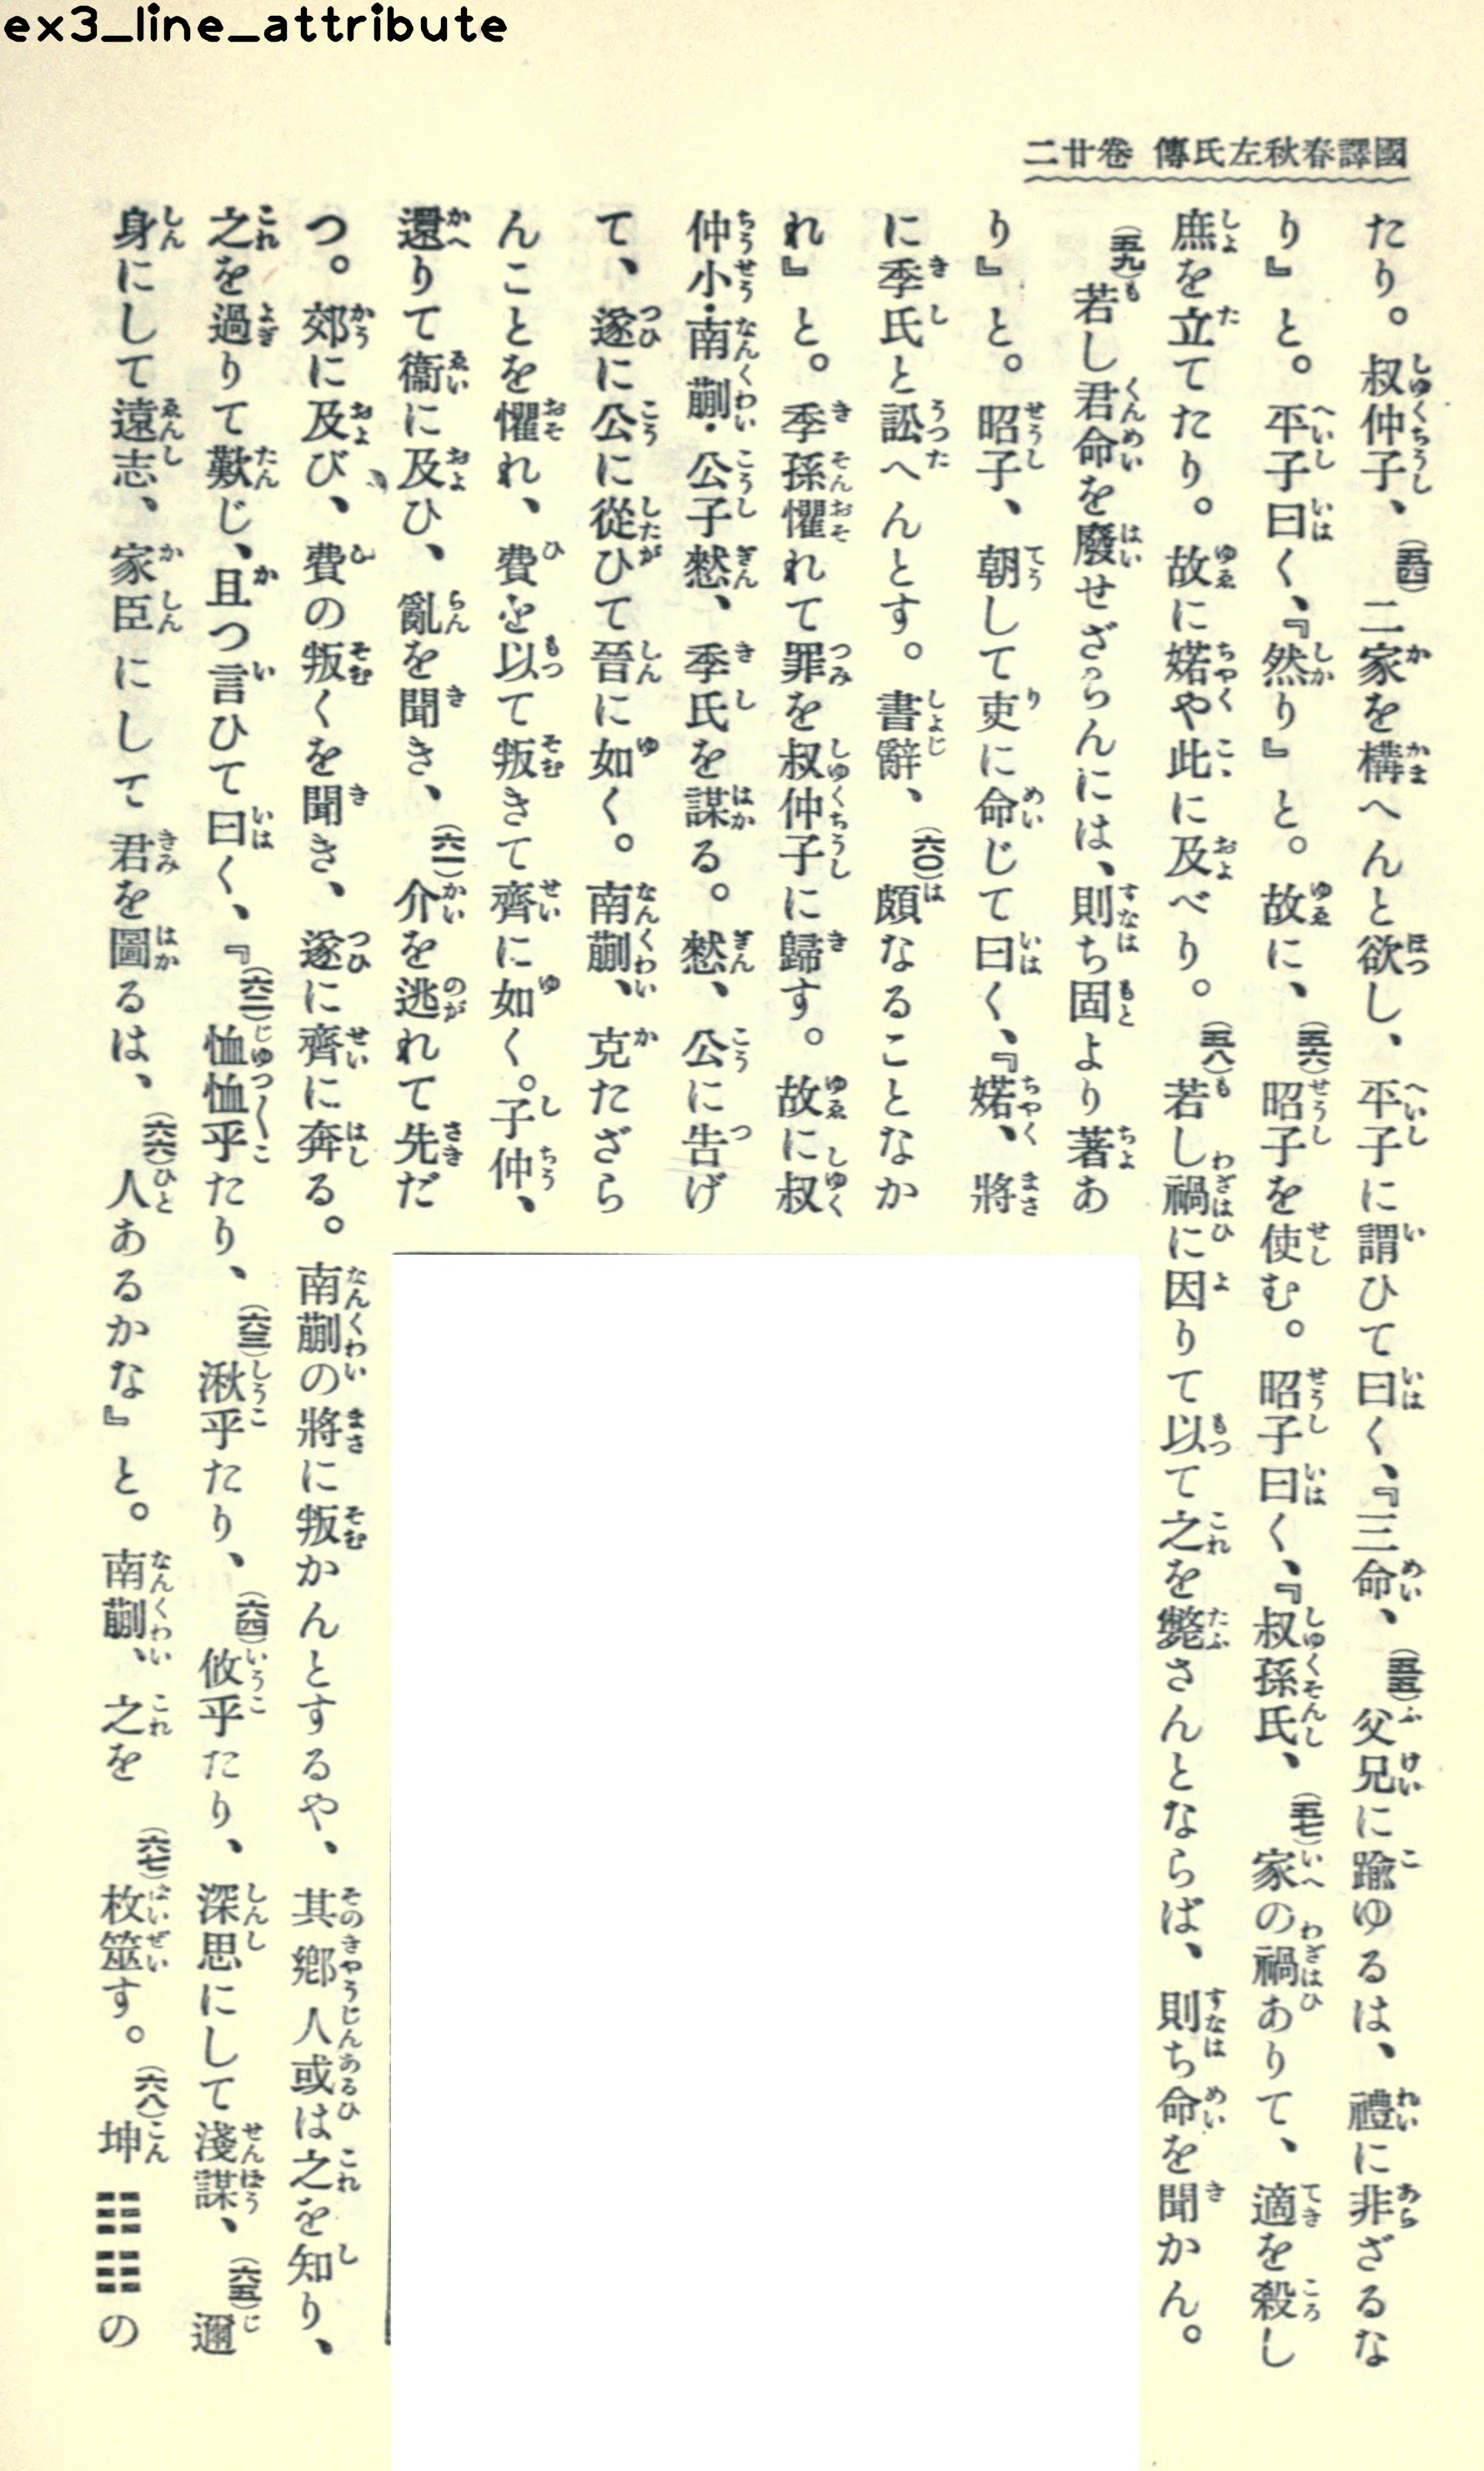 ex3_line_attribute
國譯春秋左氏傳 卷廿二
たり。叔仲子、(五四)二家を構へんと欲し、平子に謂ひて曰く、『三命、(五五)父兄に踰ゆるは、禮に非ざるな
り』と。平子曰く、『然り』と。故に、(五六)昭子を使む。昭子曰く、『叔孫氏、(五七)家の禍ありて、適を殺し
庶を立てたり。故に婼や此に及べり。(五八)若し禍に因りて以て之を斃さんとならば、則ち命を聞かん。
(五九)若し君命を廢せざらんには、則ち固より著あ
り』と。昭子、朝して吏に命じて曰く、『婼、將
に季氏と訟へんとす。書辭、(六〇)頗なることなか
れ』と。季孫懼れて罪を叔仲子に歸す。故に叔
仲小・南蒯・公子憖、季氏を謀る。憖、公に告げ
て、遂に公に從ひて晉に如く。南蒯、克たざら
んことを懼れ、費を以て叛きて齊に如く。子仲、
還りて衞に及ひ、亂を聞き、(六一)介を逃れて先だ
つ。郊に及び、費の叛くを聞き、遂に齊に奔る。南蒯の將に叛かんとするや、其鄕人或は之を知り、
之を過りて歎じ、且つ言ひて曰く、『(六二)恤恤乎たり、(六三)湫乎たり、(六四)攸乎たり、深思にして淺謀、(六五)邇
身にして遠志、家臣にして君を圖るは、(六六)人あるかな』と。南蒯、之を(六七)枚筮す。(六八)坤☷☷の